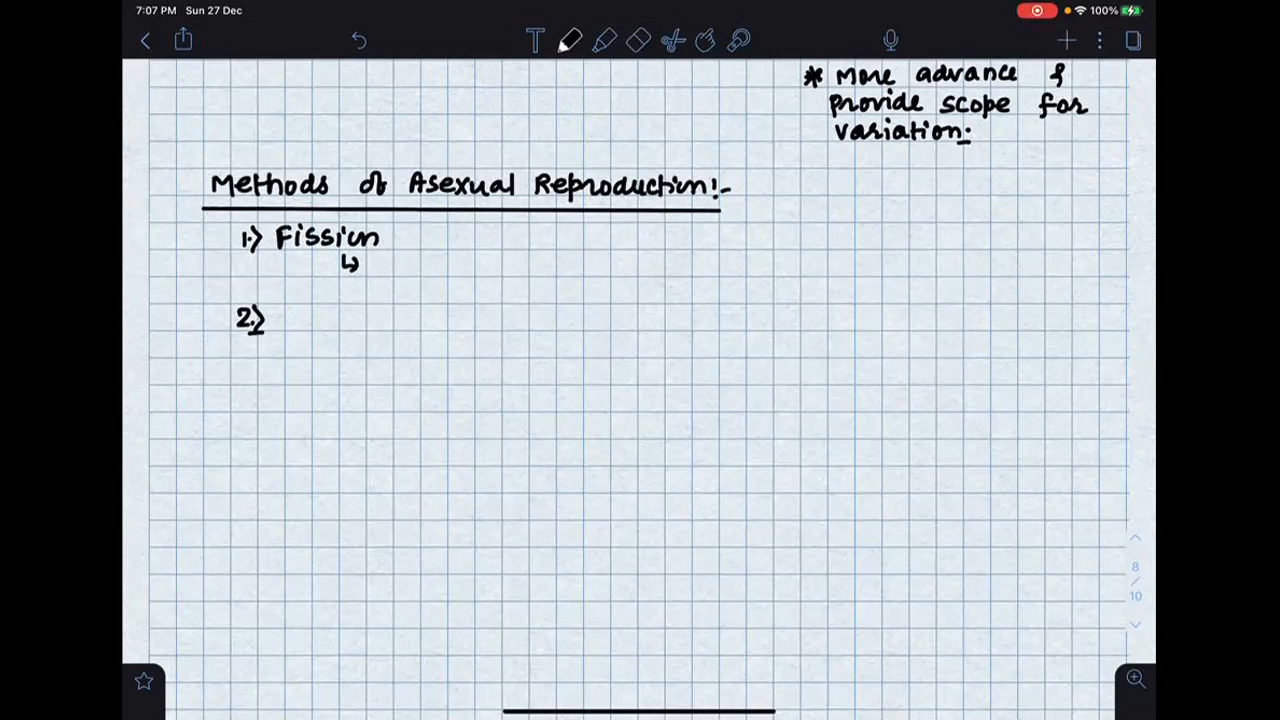 7:07 PM Sun 27 Dec
100%
* More advance &
provide scope for
variation.
Methods of Asexual Reproduction:-
1.) Fission
↳
2.)
8
/
10